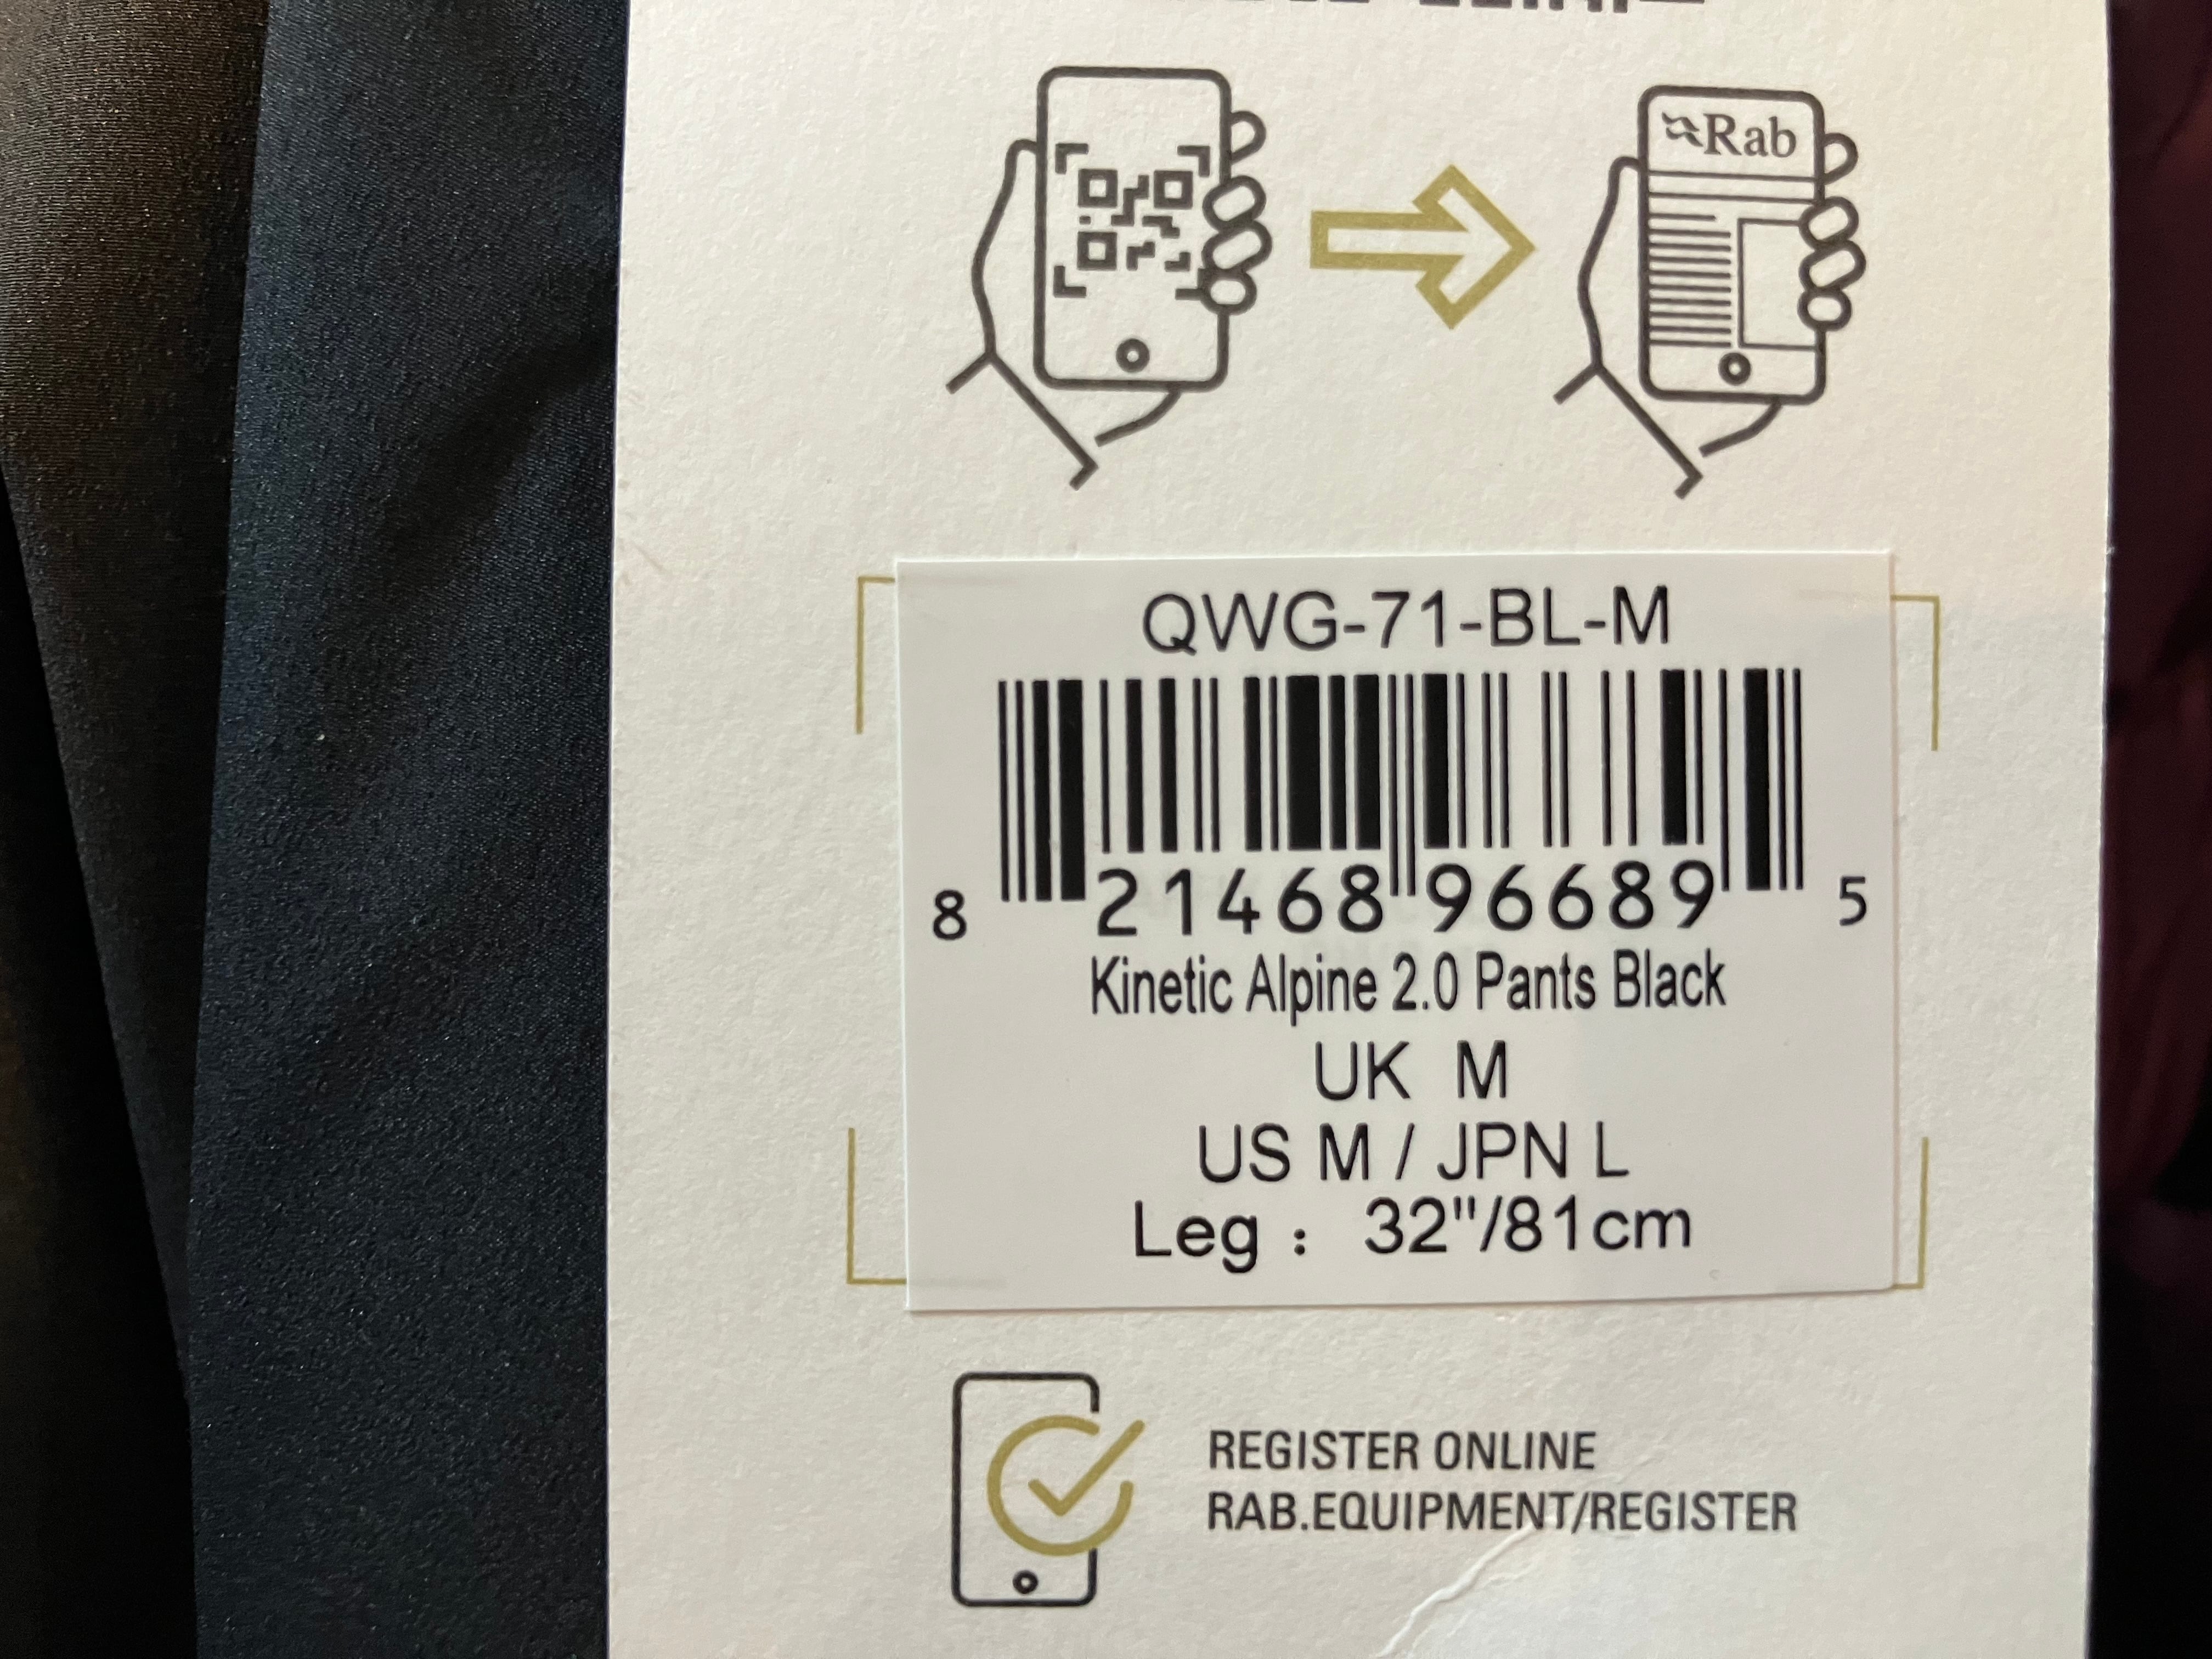 Rab
QWG-71-BL-M
8 21468 96689 5
Kinetic Alpine 2.0 Pants Black
UK M
US M / JPN L
Leg : 32"/81cm
REGISTER ONLINE
RAB.EQUIPMENT/REGISTER